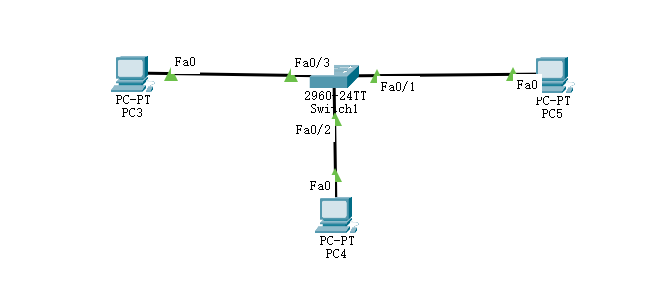 Fa0
Fa0/3
PC-PT
PC3
2960-24TT
Switch1
Fa0/1
Fa0
PC-PT
PC5
Fa0/2
Fa0
PC-PT
PC4